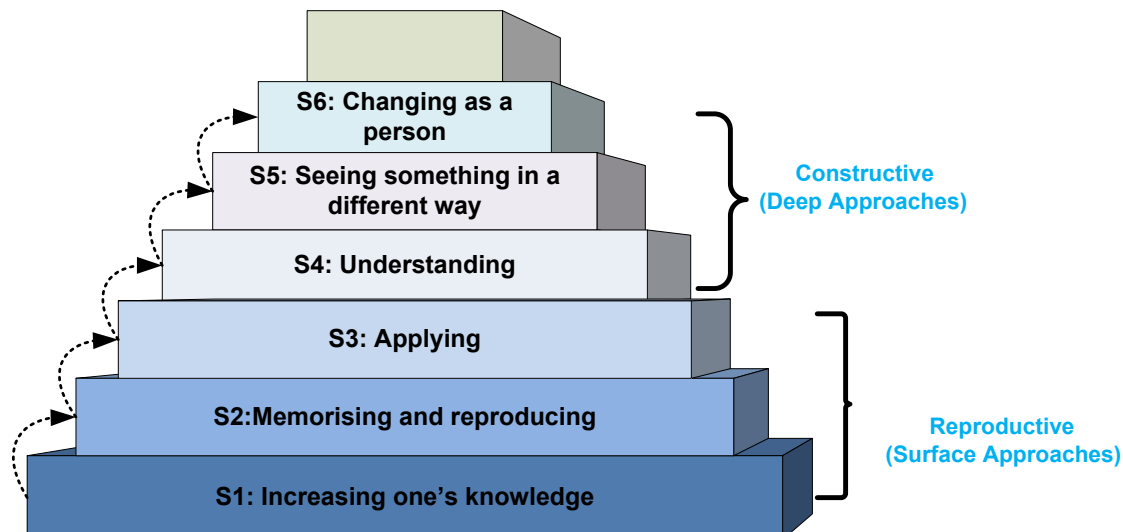 S6: Changing as a
person
S5: Seeing something in a
different way
Constructive
(Deep Approaches)
S4: Understanding
S3: Applying
S2:Memorising and reproducing
Reproductive
(Surface Approaches)
S1: Increasing one's knowledge